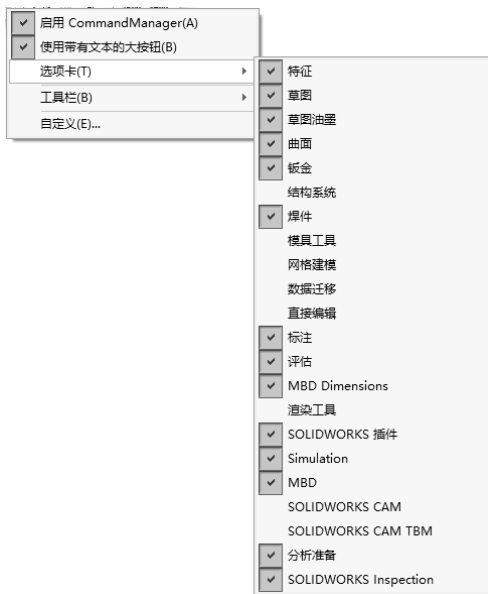 启用 CommandManager(A)
使用带有文本的大按钮(B)
选项卡(T)
工具栏(B)
自定义(E)...
特征
草图
草图油墨
曲面
钣金
结构系统
焊件
模具工具
网格建模
数据迁移
直接编辑
标注
评估
MBD Dimensions
渲染工具
SOLIDWORKS 插件
Simulation
MBD
SOLIDWORKS CAM
SOLIDWORKS CAM TBM
分析准备
SOLIDWORKS Inspection